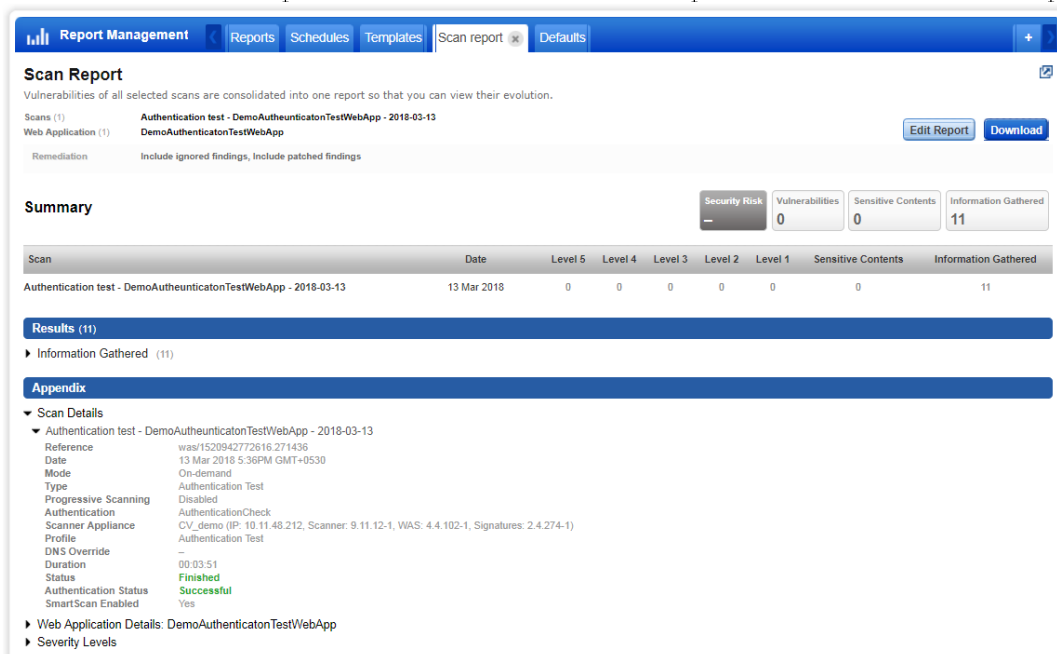 Report Management Reports Schedules Templates Scan report Defaults +
Scan Report
Vulnerabilities of all selected scans are consolidated into one report so that you can view their evolution.
Scans (1) Authentication test - DemoAutheunticatonTestWebApp - 2018-03-13
Web Application (1) DemoAuthenticatonTestWebApp
Edit Report Download
Remediation Include ignored findings, Include patched findings
Summary
Security Risk Vulnerabilities Sensitive Contents Information Gathered
– 0 0 11
Scan Date Level 5 Level 4 Level 3 Level 2 Level 1 Sensitive Contents Information Gathered
Authentication test - DemoAutheunticatonTestWebApp - 2018-03-13 13 Mar 2018 0 0 0 0 0 0 11
Results (11)
Information Gathered (11)
Appendix
Scan Details
Authentication test - DemoAutheunticatonTestWebApp - 2018-03-13
Reference was/1520942772616.271436
Date 13 Mar 2018 5:36PM GMT+0530
Mode On-demand
Type Authentication Test
Progressive Scanning Disabled
Authentication AuthenticationCheck
Scanner Appliance CV_demo (IP: 10.11.48.212, Scanner: 9.11.12-1, WAS: 4.4.102-1, Signatures: 2.4.274-1)
Profile Authentication Test
DNS Override –
Duration 00:03:51
Status Finished
Authentication Status Successful
SmartScan Enabled Yes
Web Application Details: DemoAuthenticatonTestWebApp
Severity Levels